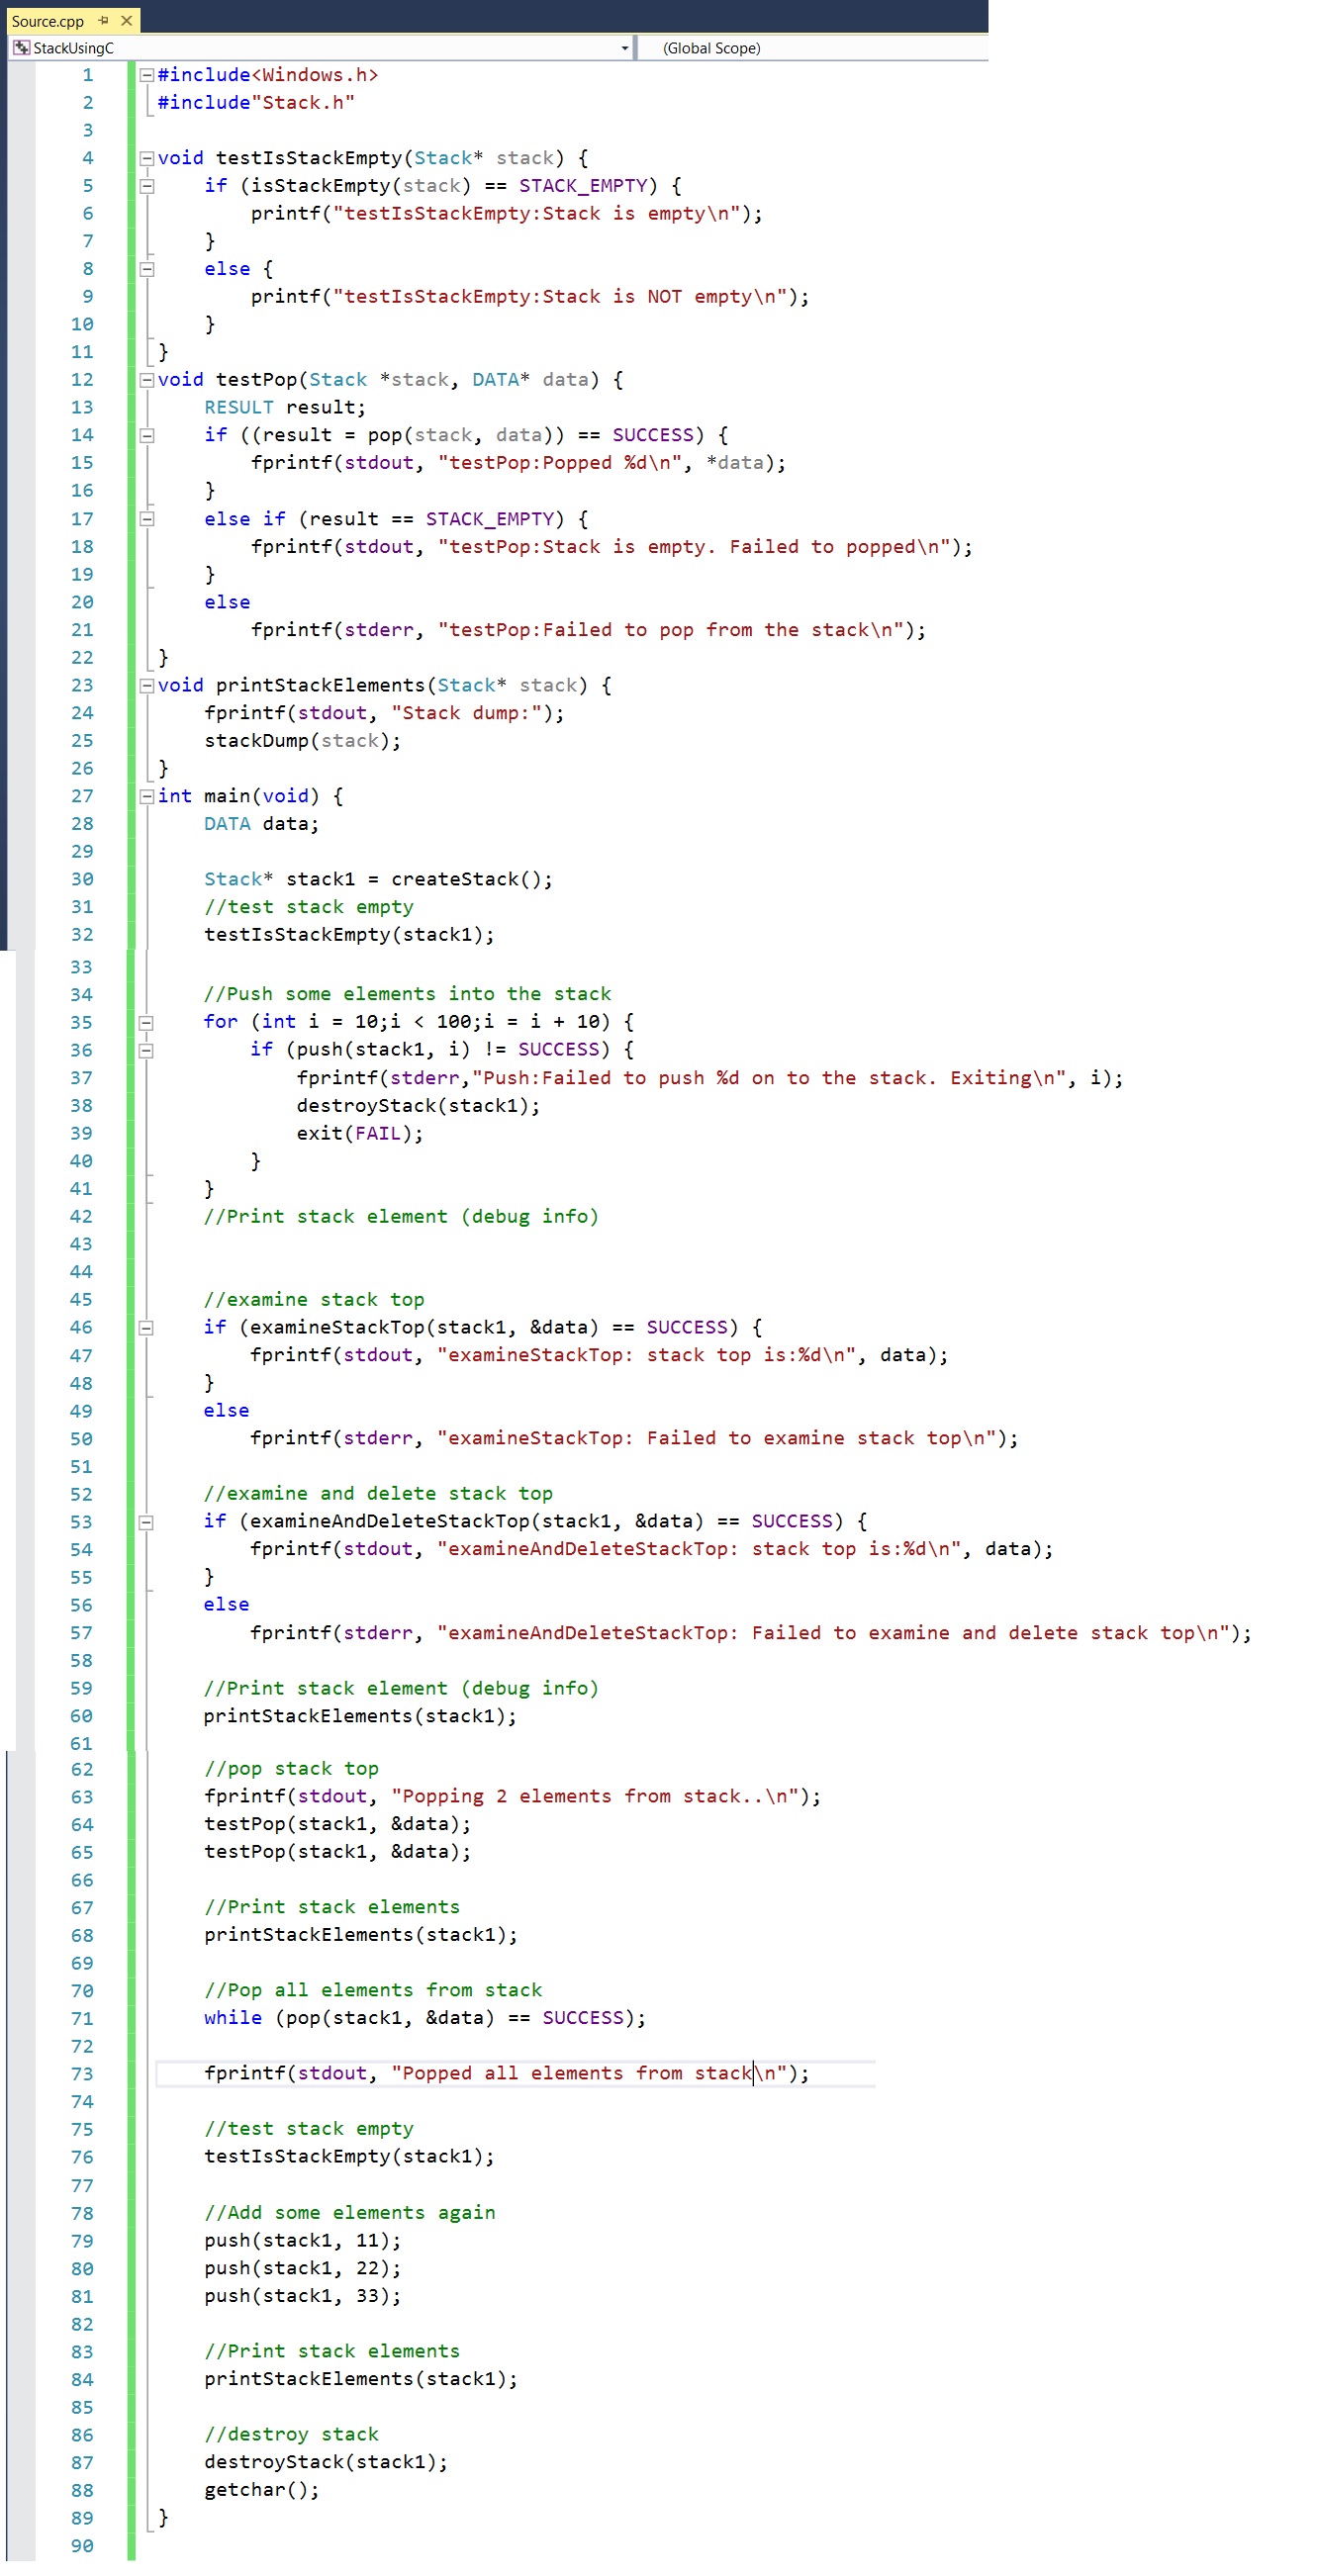 Source.cpp
StackUsingC (Global Scope)
1 #include<Windows.h>
2 #include"Stack.h"
3
4 void testIsStackEmpty(Stack* stack) {
5     if (isStackEmpty(stack) == STACK_EMPTY) {
6         printf("testIsStackEmpty:Stack is empty\n");
7     }
8     else {
9         printf("testIsStackEmpty:Stack is NOT empty\n");
10     }
11 }
12 void testPop(Stack *stack, DATA* data) {
13     RESULT result;
14     if ((result = pop(stack, data)) == SUCCESS) {
15         fprintf(stdout, "testPop:Popped %d\n", *data);
16     }
17     else if (result == STACK_EMPTY) {
18         fprintf(stdout, "testPop:Stack is empty. Failed to popped\n");
19     }
20     else
21         fprintf(stderr, "testPop:Failed to pop from the stack\n");
22 }
23 void printStackElements(Stack* stack) {
24     fprintf(stdout, "Stack dump:");
25     stackDump(stack);
26 }
27 int main(void) {
28     DATA data;
29
30     Stack* stack1 = createStack();
31     //test stack empty
32     testIsStackEmpty(stack1);
33
34     //Push some elements into the stack
35     for (int i = 10;i < 100;i = i + 10) {
36         if (push(stack1, i) != SUCCESS) {
37             fprintf(stderr,"Push:Failed to push %d on to the stack. Exiting\n", i);
38             destroyStack(stack1);
39             exit(FAIL);
40         }
41     }
42     //Print stack element (debug info)
43
44
45     //examine stack top
46     if (examineStackTop(stack1, &data) == SUCCESS) {
47         fprintf(stdout, "examineStackTop: stack top is:%d\n", data);
48     }
49     else
50         fprintf(stderr, "examineStackTop: Failed to examine stack top\n");
51
52     //examine and delete stack top
53     if (examineAndDeleteStackTop(stack1, &data) == SUCCESS) {
54         fprintf(stdout, "examineAndDeleteStackTop: stack top is:%d\n", data);
55     }
56     else
57         fprintf(stderr, "examineAndDeleteStackTop: Failed to examine and delete stack top\n");
58
59     //Print stack element (debug info)
60     printStackElements(stack1);
61
62     //pop stack top
63     fprintf(stdout, "Popping 2 elements from stack..\n");
64     testPop(stack1, &data);
65     testPop(stack1, &data);
66
67     //Print stack elements
68     printStackElements(stack1);
69
70     //Pop all elements from stack
71     while (pop(stack1, &data) == SUCCESS);
72
73     fprintf(stdout, "Popped all elements from stack\n");
74
75     //test stack empty
76     testIsStackEmpty(stack1);
77
78     //Add some elements again
79     push(stack1, 11);
80     push(stack1, 22);
81     push(stack1, 33);
82
83     //Print stack elements
84     printStackElements(stack1);
85
86     //destroy stack
87     destroyStack(stack1);
88     getchar();
89 }
90